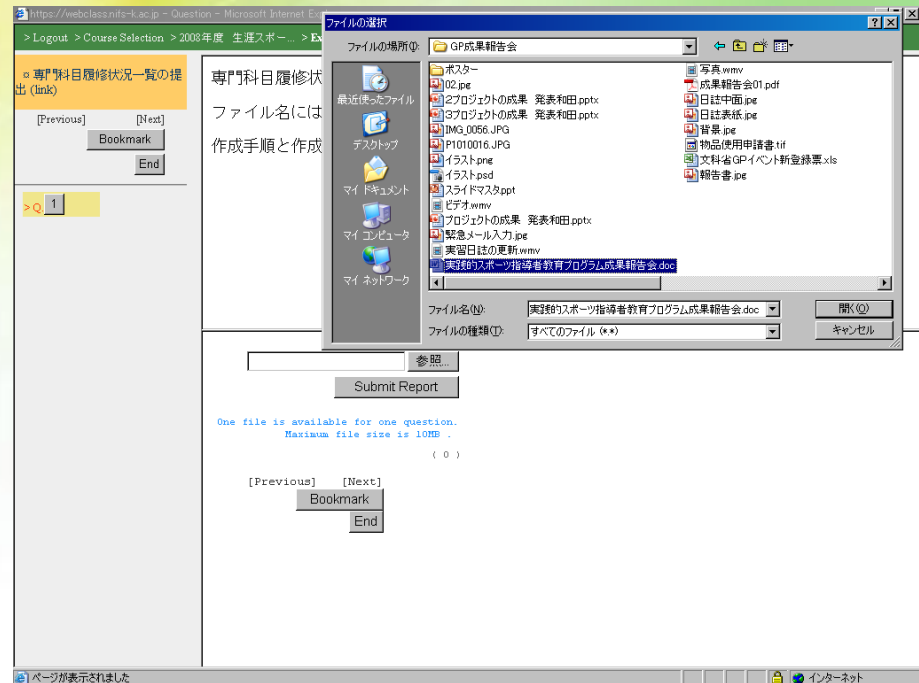 https://webclass.nifs-k.ac.jp - Question - Microsoft Internet Ex
> Logout > Course Selection > 2008年度 生涯スポー... > Ex
¤ 専門科目履修状況一覧の提出 (link)
[Previous] [Next]
Bookmark
End
> Q. 1
専門科目履修状
ファイル名には
作成手順と作成
ファイルの選択
ファイルの場所(I): GP成果報告会
最近使ったファイル
デスクトップ
マイ ドキュメント
マイ コンピュータ
マイ ネットワーク
ポスター
02.jpg
2プロジェクトの成果 発表和田.pptx
3プロジェクトの成果 発表和田.pptx
IMG_0056.JPG
P1010016.JPG
イラスト.png
イラスト.psd
スライドマスタ.ppt
ビデオ.wmv
プロジェクトの成果 発表和田.pptx
緊急メール入力.jpg
実習日誌の更新.wmv
実践的スポーツ指導者教育プログラム成果報告会.doc
写真.wmv
成果報告会01.pdf
日誌中面.jpg
日誌表紙.jpg
背景.jpg
物品使用申請書.tif
文科省GPイベント新登録票.xls
報告書.jpg
ファイル名(N): 実践的スポーツ指導者教育プログラム成果報告会.doc 開く(O)
ファイルの種類(T): すべてのファイル (*.*) キャンセル
参照...
Submit Report
One file is available for one question.
Maximum file size is 10MB .
( 0 )
[Previous] [Next]
Bookmark
End
ページが表示されました インターネット